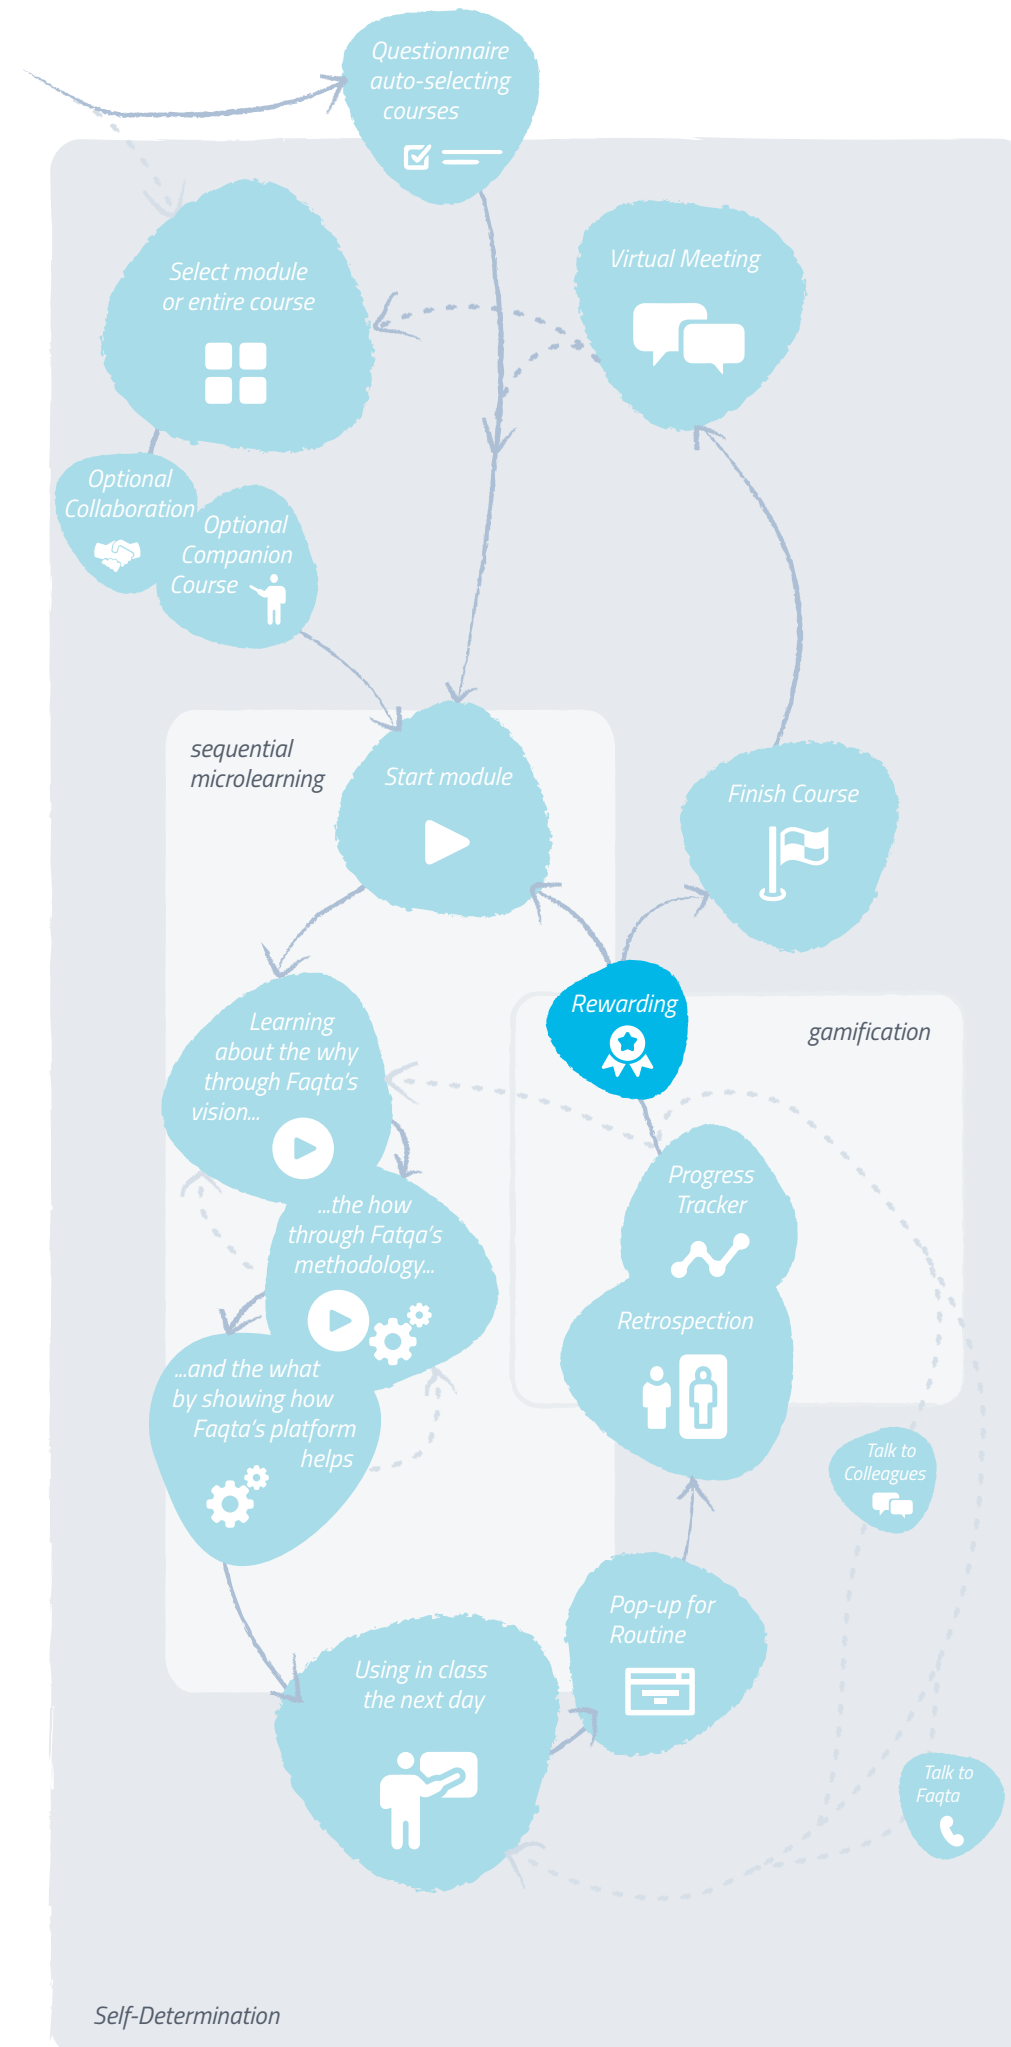 Questionnaire
auto-selecting
courses
Select module
or entire course
Virtual Meeting
Optional
Collaboration
Optional
Companion
Course
sequential
microlearning
Start module
Finish Course
Rewarding
gamification
Learning
about the why
through Faqta's
vision...
Progress
Tracker
...the how
through Fatqa's
methodology...
Retrospection
...and the what
by showing how
Faqta's platform
helps
Talk to
Colleagues
Pop-up for
Routine
Using in class
the next day
Talk to
Faqta
Self-Determination